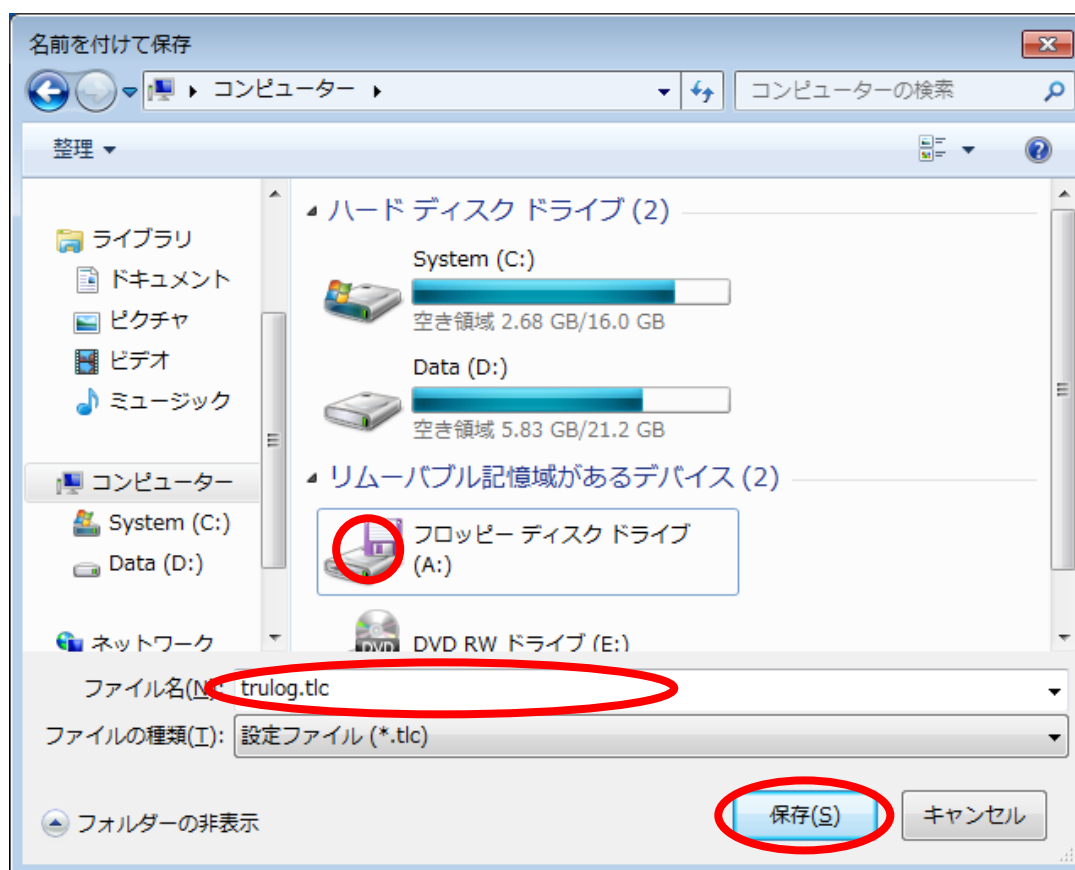 名前を付けて保存
コンピューター
コンピューターの検索
整理
ライブラリ
ドキュメント
ピクチャ
ビデオ
ミュージック
コンピューター
System (C:)
Data (D:)
ネットワーク
ハード ディスク ドライブ (2)
System (C:)
空き領域 2.68 GB/16.0 GB
Data (D:)
空き領域 5.83 GB/21.2 GB
リムーバブル記憶域があるデバイス (2)
フロッピー ディスク ドライブ
(A:)
DVD RW ドライブ (E:)
ファイル名(N): trulog.tlc
ファイルの種類(T): 設定ファイル (*.tlc)
フォルダーの非表示
保存(S)
キャンセル